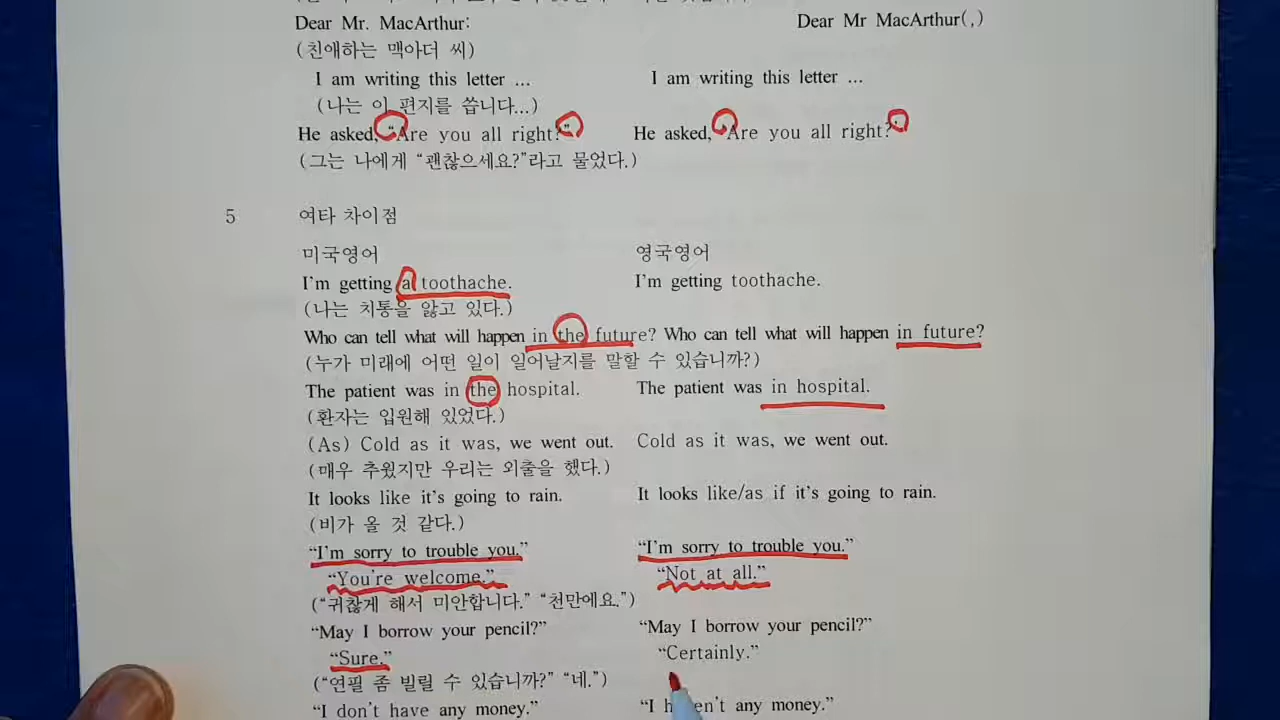 Dear Mr. MacArthur: Dear Mr MacArthur(,)
(친애하는 맥아더 씨)
I am writing this letter … I am writing this letter …
(나는 이 편지를 씁니다…)
He asked, “Are you all right?” He asked, ‘Are you all right?’
(그는 나에게 “괜찮으세요?”라고 물었다.)
5 여타 차이점
미국영어 영국영어
I’m getting a toothache. I’m getting toothache.
(나는 치통을 앓고 있다.)
Who can tell what will happen in the future? Who can tell what will happen in future?
(누가 미래에 어떤 일이 일어날지를 말할 수 있습니까?)
The patient was in the hospital. The patient was in hospital.
(환자는 입원해 있었다.)
(As) Cold as it was, we went out. Cold as it was, we went out.
(매우 추웠지만 우리는 외출을 했다.)
It looks like it’s going to rain. It looks like/as if it’s going to rain.
(비가 올 것 같다.)
“I’m sorry to trouble you.” “I’m sorry to trouble you.”
“You’re welcome.” “Not at all.”
(“귀찮게 해서 미안합니다.” “천만에요.”)
“May I borrow your pencil?” “May I borrow your pencil?”
“Sure.” “Certainly.”
(“연필 좀 빌릴 수 있습니까?” “네.”)
“I don’t have any money.” “I haven’t any money.”